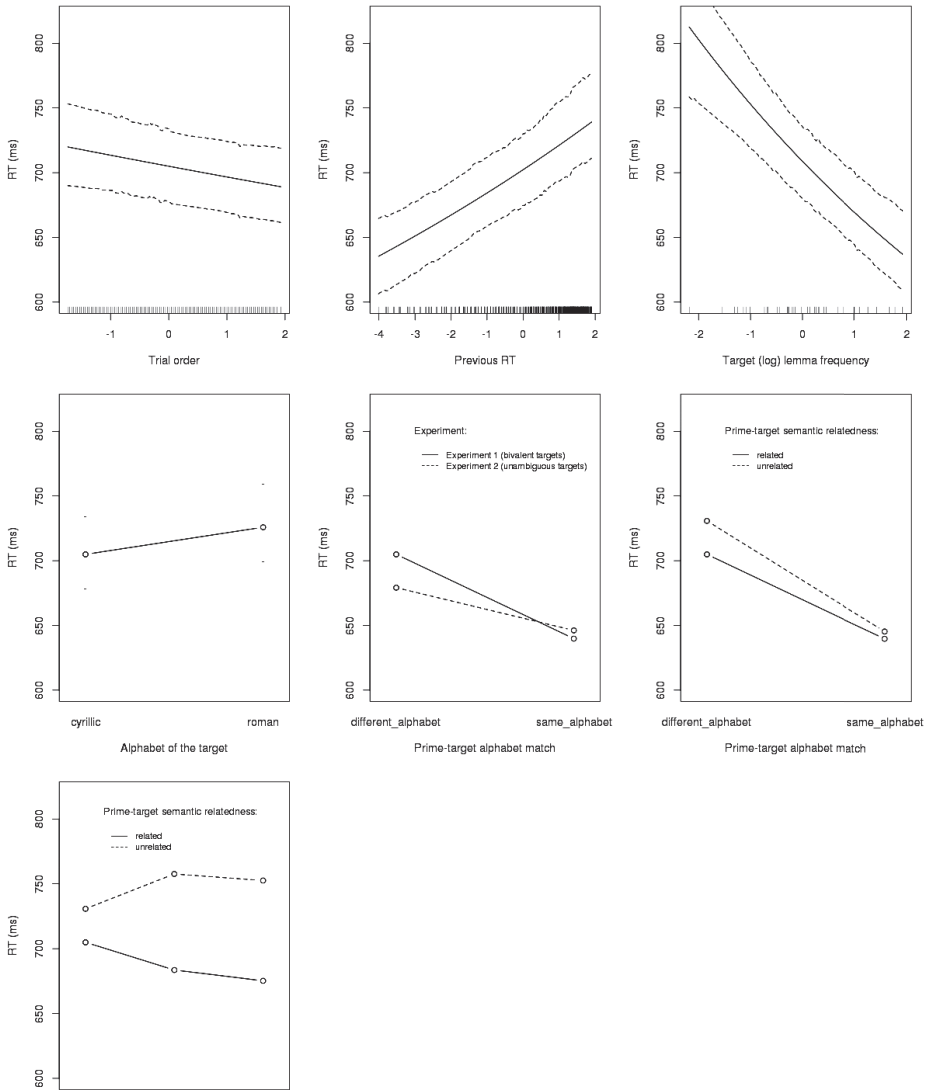 800
750
700
650
600
RT (ms)
-1 0 1 2
Trial order
800
750
700
650
600
RT (ms)
-4 -3 -2 -1 0 1 2
Previous RT
800
750
700
650
600
RT (ms)
-2 -1 0 1 2
Target (log) lemma frequency
800
750
700
650
600
RT (ms)
cyrillic roman
Alphabet of the target
Experiment:
Experiment 1 (bivalent targets)
Experiment 2 (unambiguous targets)
800
750
700
650
600
RT (ms)
different_alphabet same_alphabet
Prime-target alphabet match
Prime-target semantic relatedness:
related
unrelated
800
750
700
650
600
RT (ms)
different_alphabet same_alphabet
Prime-target alphabet match
Prime-target semantic relatedness:
related
unrelated
800
750
700
650
600
RT (ms)